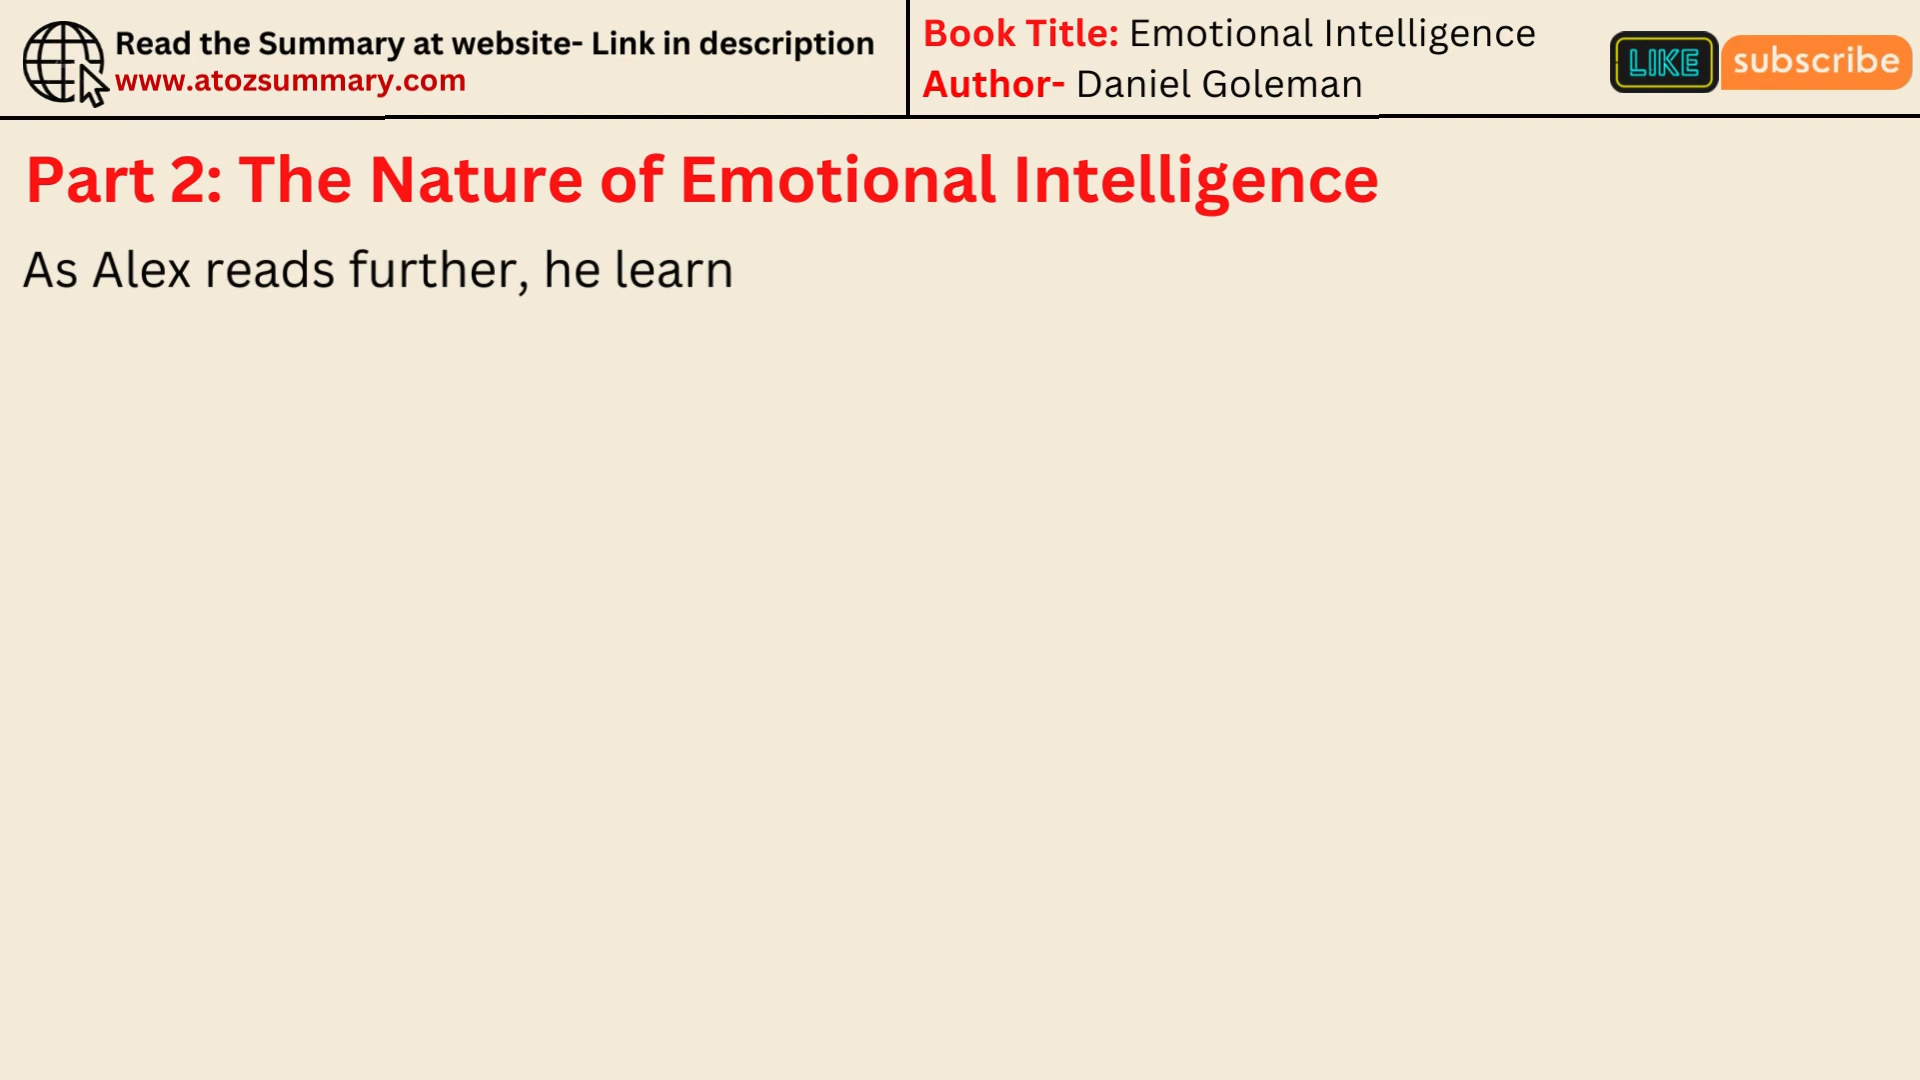 Read the Summary at website- Link in description
www.atozsummary.com
Book Title: Emotional Intelligence
Author- Daniel Goleman
LIKE
subscribe
Part 2: The Nature of Emotional Intelligence
As Alex reads further, he learn